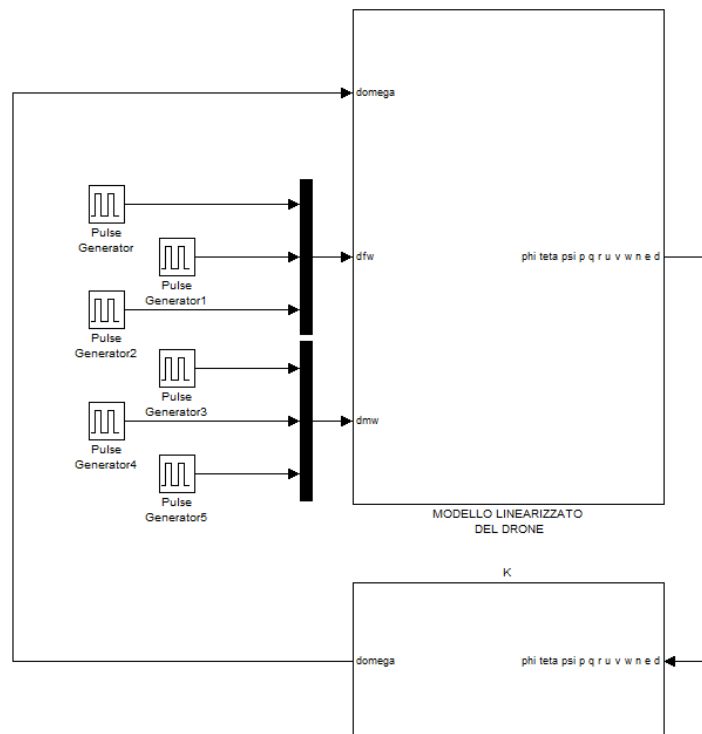 domega
Pulse
Generator
dfw
phi teta psi p q r u v w n e d
Pulse
Generator1
Pulse
Generator2
Pulse
Generator3
dmw
Pulse
Generator4
Pulse
Generator5
MODELLO LINEARIZZATO
DEL DRONE
K
domega
phi teta psi p q r u v w n e d